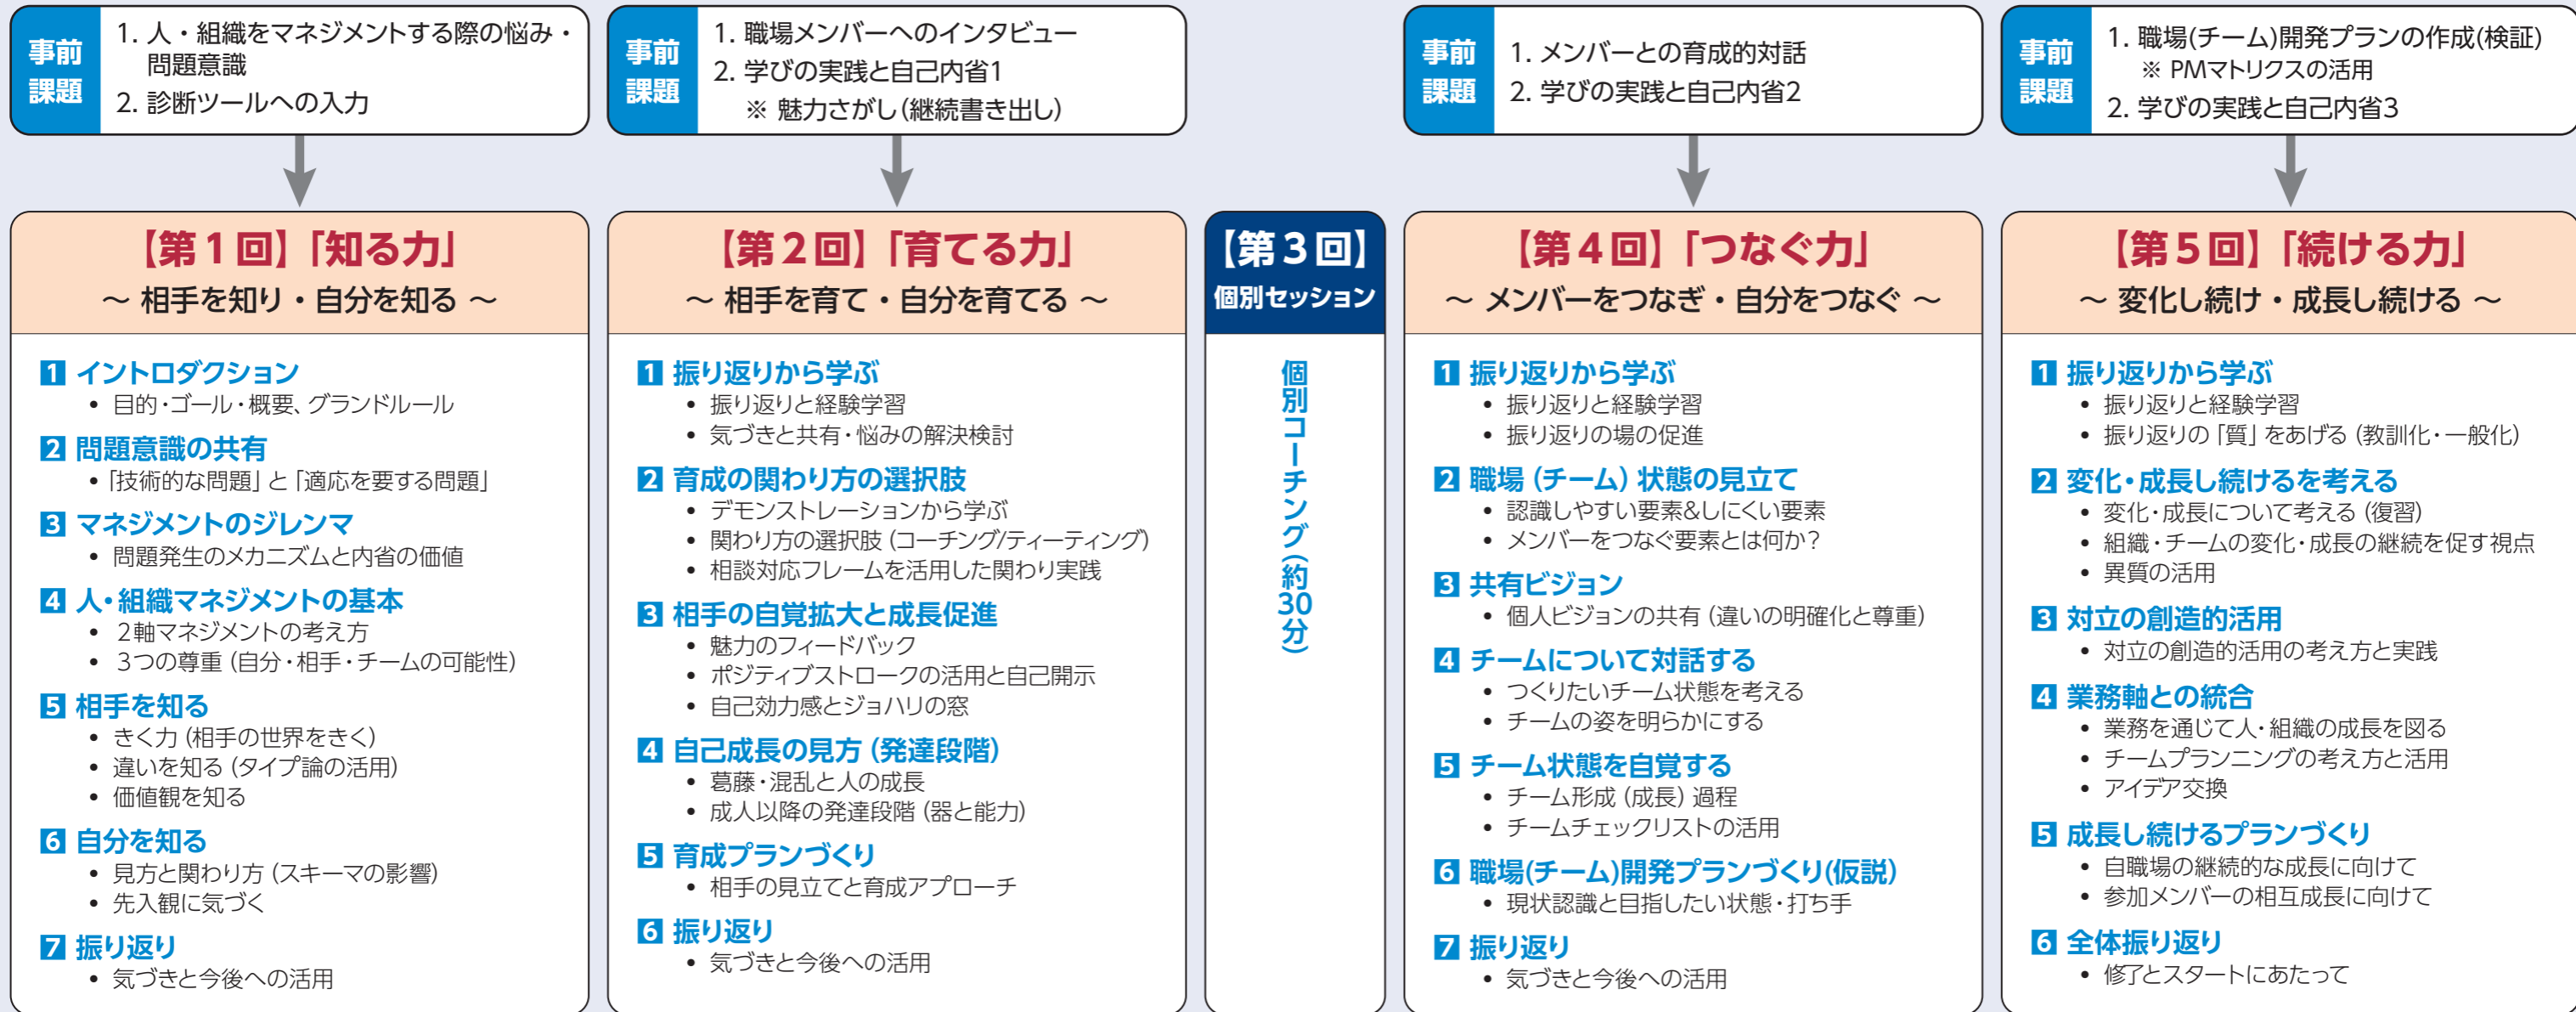 事前
課題
1. 人・組織をマネジメントする際の悩み・
問題意識
2. 診断ツールへの入力
事前
課題
1. 職場メンバーへのインタビュー
2. 学びの実践と自己内省1
※ 魅力さがし(継続書き出し)
事前
課題
1. メンバーとの育成的対話
2. 学びの実践と自己内省2
事前
課題
1. 職場(チーム)開発プランの作成(検証)
※ PMマトリクスの活用
2. 学びの実践と自己内省3
【第1回】「知る力」
～ 相手を知り・自分を知る ～
1 イントロダクション
• 目的・ゴール・概要、グランドルール
2 問題意識の共有
•「技術的な問題」と「適応を要する問題」
3 マネジメントのジレンマ
• 問題発生のメカニズムと内省の価値
4 人・組織マネジメントの基本
• 2軸マネジメントの考え方
• 3つの尊重(自分・相手・チームの可能性)
5 相手を知る
• きく力(相手の世界をきく)
• 違いを知る(タイプ論の活用)
• 価値観を知る
6 自分を知る
• 見方と関わり方(スキーマの影響)
• 先入観に気づく
7 振り返り
• 気づきと今後への活用
【第2回】「育てる力」
～ 相手を育て・自分を育てる ～
1 振り返りから学ぶ
• 振り返りと経験学習
• 気づきと共有・悩みの解決検討
2 育成の関わり方の選択肢
• デモンストレーションから学ぶ
• 関わり方の選択肢(コーチング/ティーティング)
• 相談対応フレームを活用した関わり実践
3 相手の自覚拡大と成長促進
• 魅力のフィードバック
• ポジティブストロークの活用と自己開示
• 自己効力感とジョハリの窓
4 自己成長の見方(発達段階)
• 葛藤・混乱と人の成長
• 成人以降の発達段階(器と能力)
5 育成プランづくり
• 相手の見立てと育成アプローチ
6 振り返り
• 気づきと今後への活用
【第3回】
個別セッション
個別コーチング(約30分)
【第4回】「つなぐ力」
～ メンバーをつなぎ・自分をつなぐ ～
1 振り返りから学ぶ
• 振り返りと経験学習
• 振り返りの場の促進
2 職場(チーム)状態の見立て
• 認識しやすい要素&しにくい要素
• メンバーをつなぐ要素とは何か?
3 共有ビジョン
• 個人ビジョンの共有(違いの明確化と尊重)
4 チームについて対話する
• つくりたいチーム状態を考える
• チームの姿を明らかにする
5 チーム状態を自覚する
• チーム形成(成長)過程
• チームチェックリストの活用
6 職場(チーム)開発プランづくり(仮説)
• 現状認識と目指したい状態・打ち手
7 振り返り
• 気づきと今後への活用
【第5回】「続ける力」
～ 変化し続け・成長し続ける ～
1 振り返りから学ぶ
• 振り返りと経験学習
• 振り返りの「質」をあげる(教訓化・一般化)
2 変化・成長し続けるを考える
• 変化・成長について考える(復習)
• 組織・チームの変化・成長の継続を促す視点
• 異質の活用
3 対立の創造的活用
• 対立の創造的活用の考え方と実践
4 業務軸との統合
• 業務を通じて人・組織の成長を図る
• チームプランニングの考え方と活用
• アイデア交換
5 成長し続けるプランづくり
• 自職場の継続的な成長に向けて
• 参加メンバーの相互成長に向けて
6 全体振り返り
• 修了とスタートにあたって